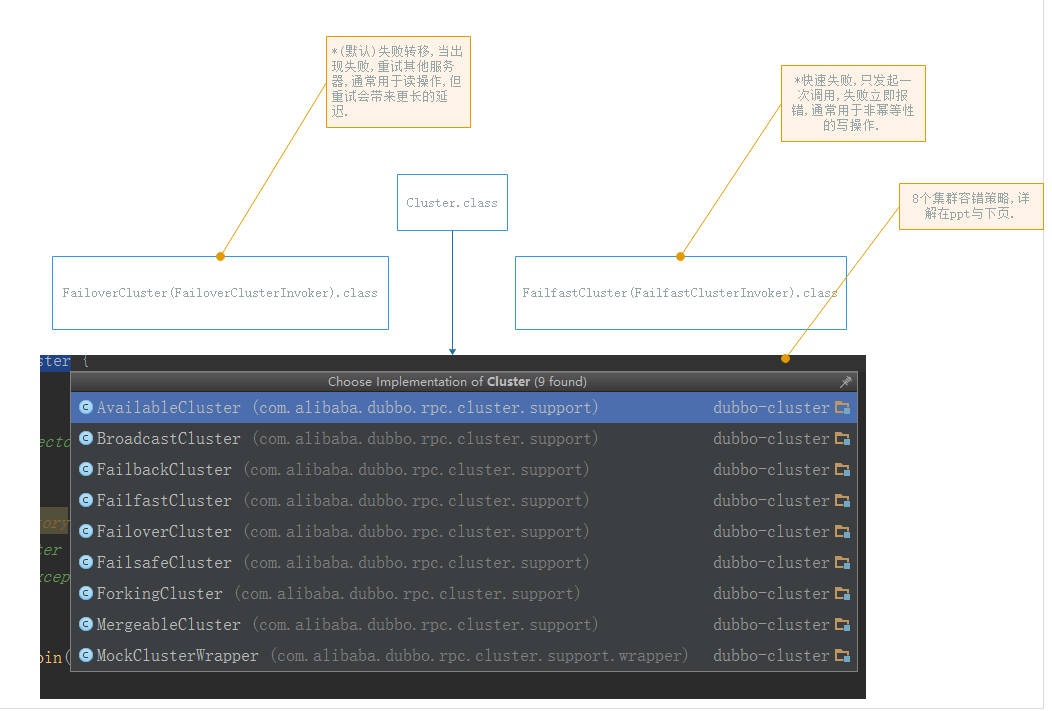 *(默认)失败转移,当出
现失败,重试其他服务
器,通常用于读操作,但
重试会带来更长的延
迟.
*快速失败,只发起一
次调用,失败立即报
错,通常用于非幂等性
的写操作.
Cluster.class
8个集群容错策略,详
解在ppt与下页.
FailoverCluster(FailoverClusterInvoker).class
FailfastCluster(FailfastClusterInvoker).class
ster {
Choose Implementation of Cluster (9 found)
AvailableCluster (com.alibaba.dubbo.rpc.cluster.support) dubbo-cluster
BroadcastCluster (com.alibaba.dubbo.rpc.cluster.support) dubbo-cluster
ecto
FailbackCluster (com.alibaba.dubbo.rpc.cluster.support) dubbo-cluster
FailfastCluster (com.alibaba.dubbo.rpc.cluster.support) dubbo-cluster
ory
FailoverCluster (com.alibaba.dubbo.rpc.cluster.support) dubbo-cluster
ter
FailsafeCluster (com.alibaba.dubbo.rpc.cluster.support) dubbo-cluster
xcep
ForkingCluster (com.alibaba.dubbo.rpc.cluster.support) dubbo-cluster
MergeableCluster (com.alibaba.dubbo.rpc.cluster.support) dubbo-cluster
oin(
MockClusterWrapper (com.alibaba.dubbo.rpc.cluster.support.wrapper) dubbo-cluster